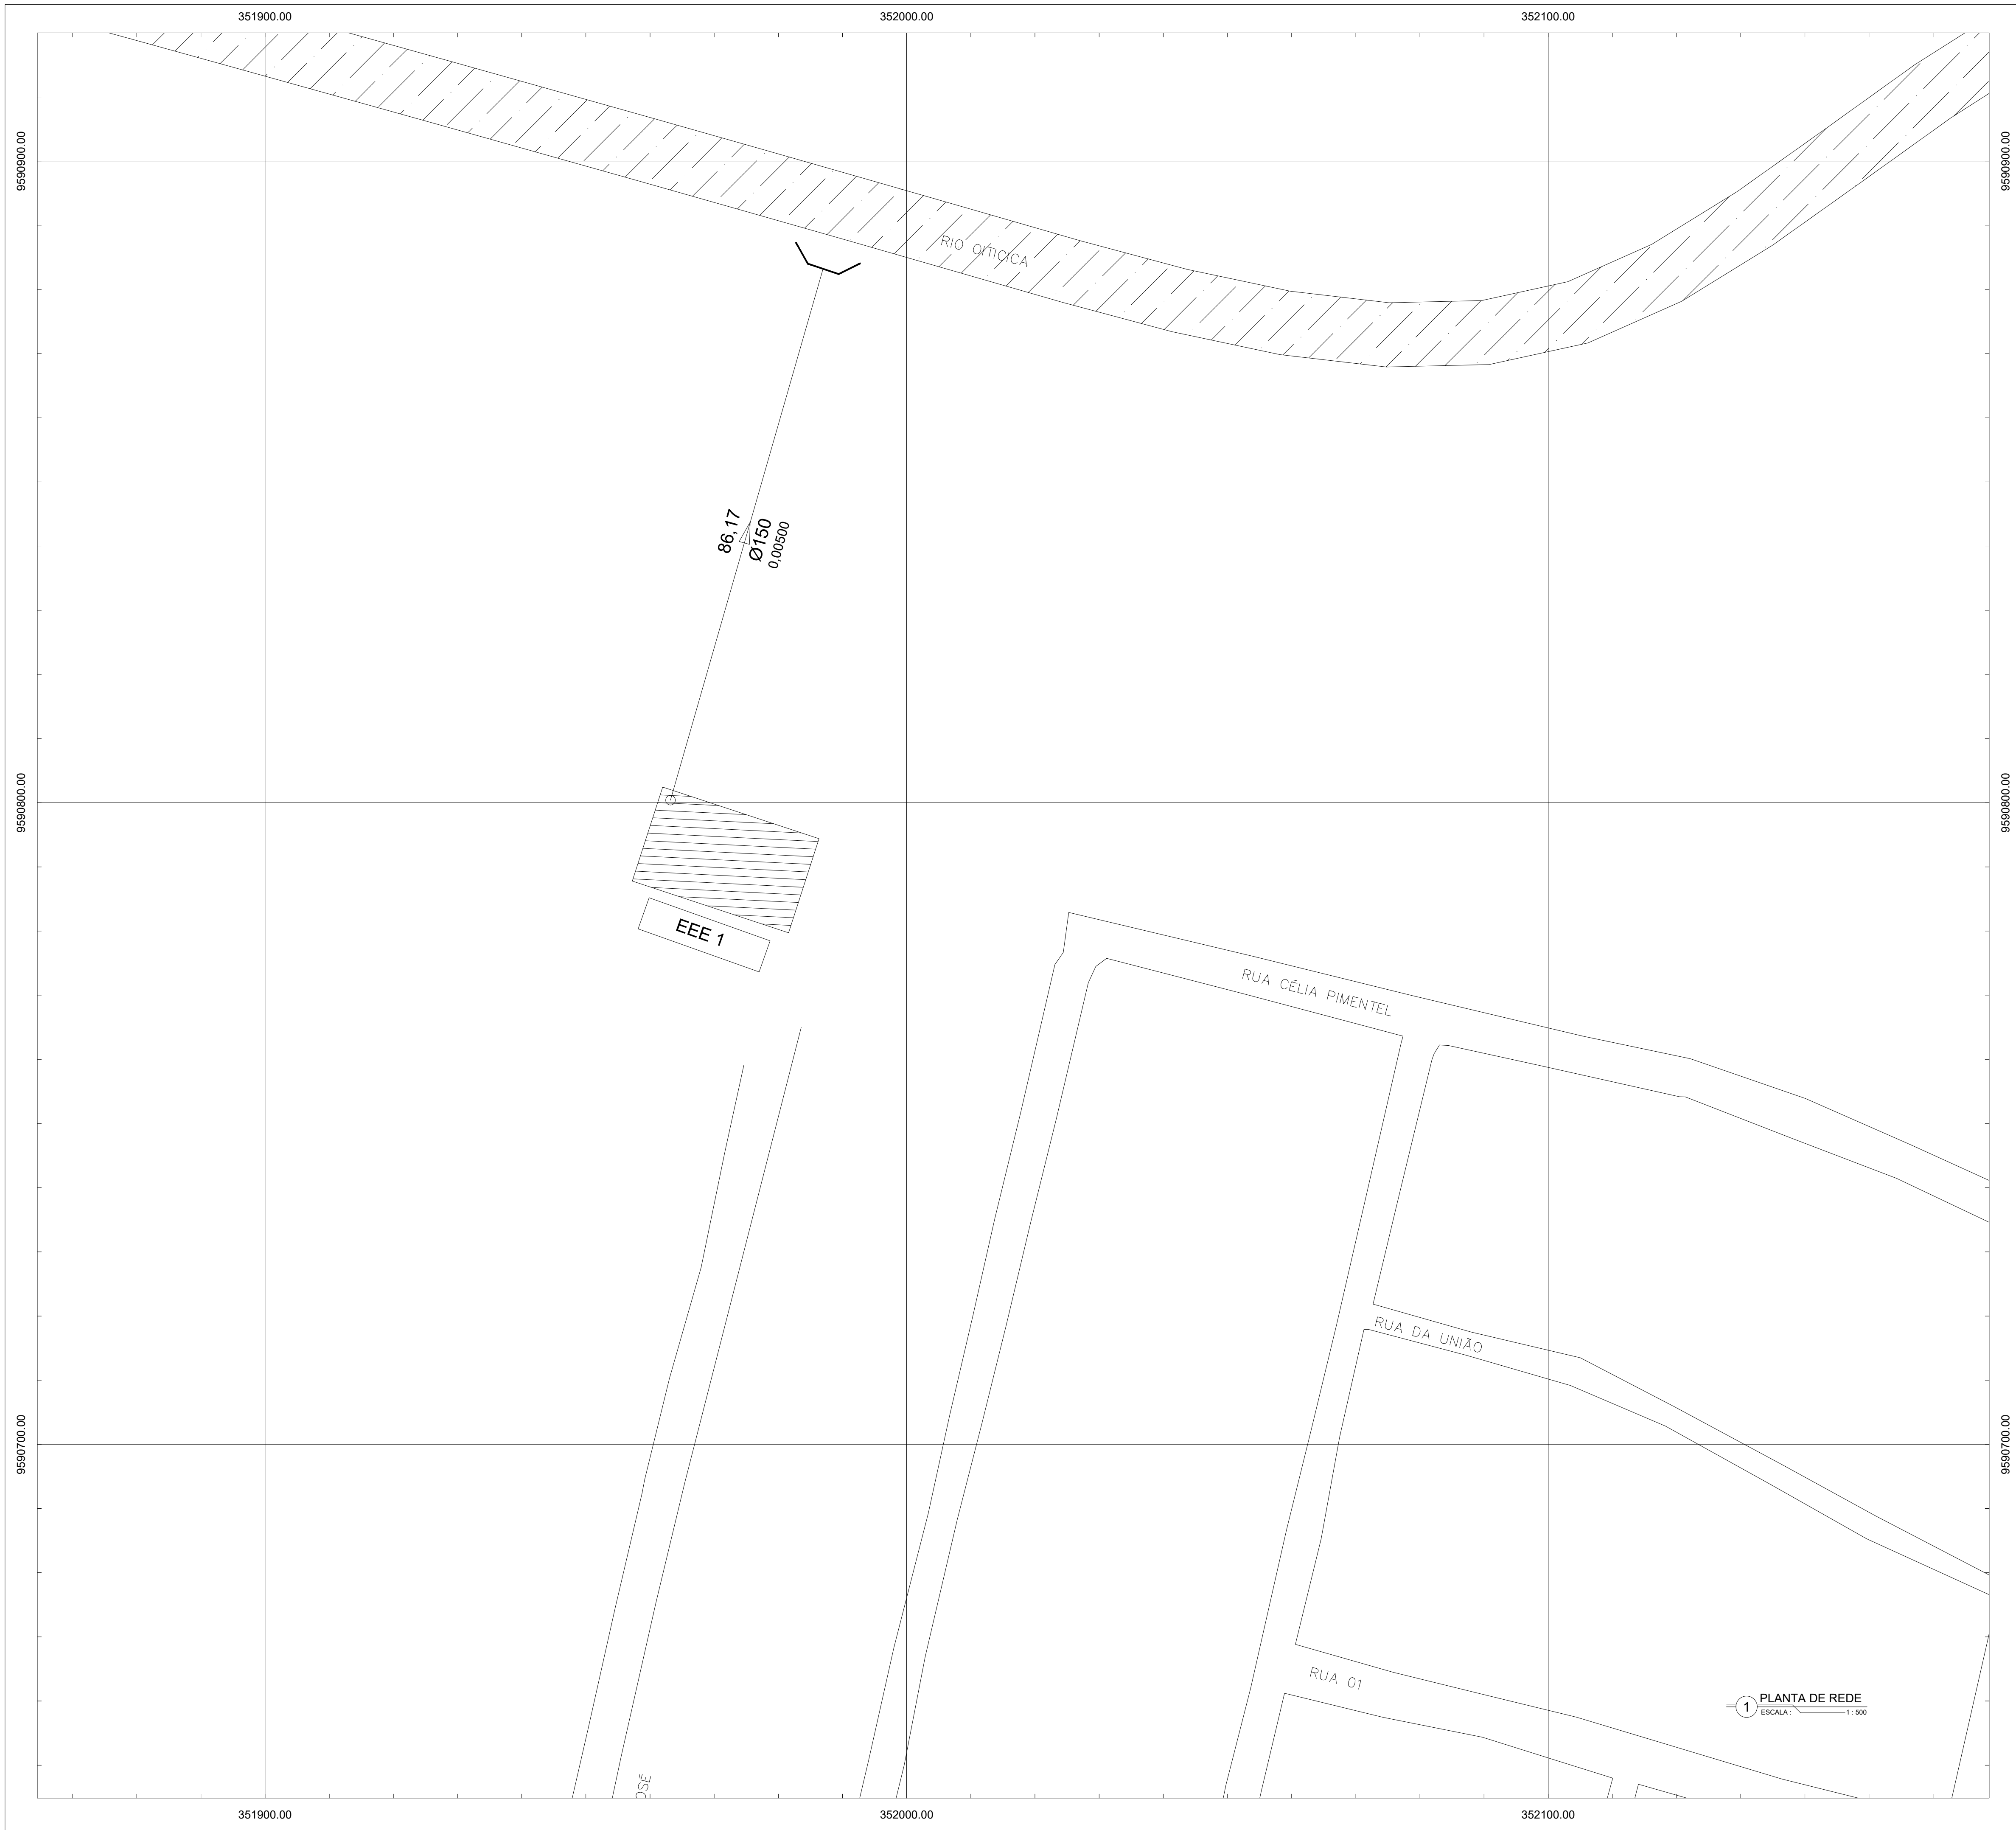 351900.00
352000.00
352100.00
9590900.00
9590900.00
RIO OITICICA
86,17
Ø150
0,00500
9590800.00
9590800.00
EEE 1
RUA CÉLIA PIMENTEL
RUA DA UNIÃO
9590700.00
9590700.00
RUA 01
1
PLANTA DE REDE
ESCALA :
1 : 500
OSÉ
351900.00
352000.00
352100.00